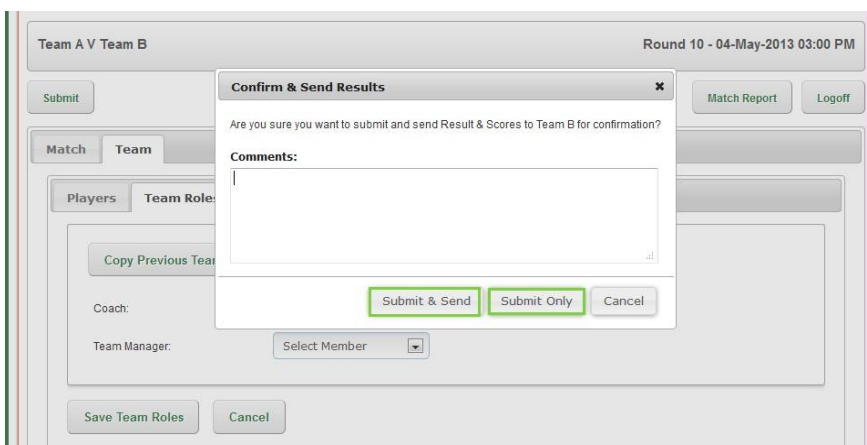 Team A V Team B
Round 10 - 04-May-2013 03:00 PM
Submit
Match Report
Logoff
Match
Team
Players
Team Roles
Copy Previous Tea
Coach:
Team Manager:
Select Member
Save Team Roles
Cancel
Confirm & Send Results
Are you sure you want to submit and send Result & Scores to Team B for confirmation?
Comments:
Submit & Send
Submit Only
Cancel